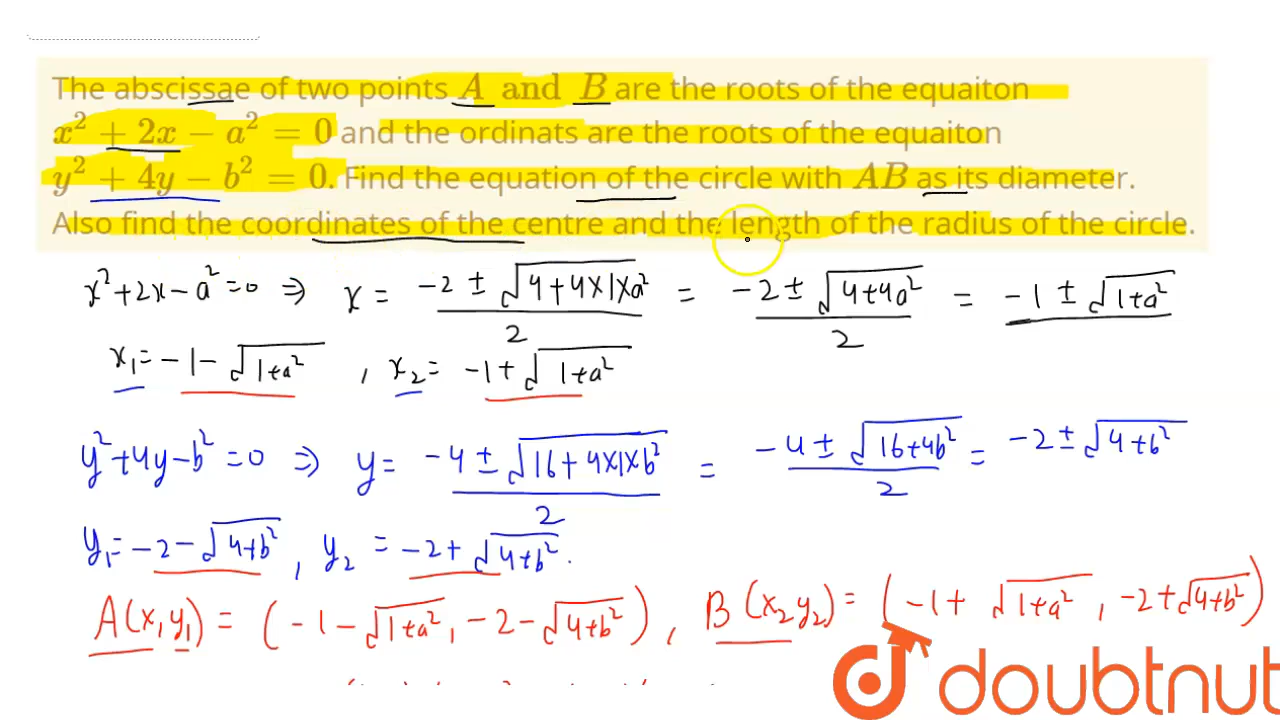 The abscissae of two points A and B are the roots of the equaiton
x² + 2x − a² = 0 and the ordinats are the roots of the equaiton
y² + 4y − b² = 0. Find the equation of the circle with AB as its diameter.
Also find the coordinates of the centre and the length of the radius of the circle.
x²+2x−a²=0 ⇒ x = (−2 ± √(4+4×1×a²))/2 = (−2 ± √(4+4a²))/2 = −1 ± √(1+a²)
x₁ = −1−√(1+a²) , x₂ = −1+√(1+a²)
y²+4y−b²=0 ⇒ y = (−4 ± √(16+4×1×b²))/2 = (−4 ± √(16+4b²))/2 = −2 ± √(4+b²)
y₁ = −2−√(4+b²) , y₂ = −2+√(4+b²).
A(x₁y₁) = (−1−√(1+a²), −2−√(4+b²)) , B(x₂y₂) = (−1+√(1+a²), −2+√(4+b²))
doubtnut